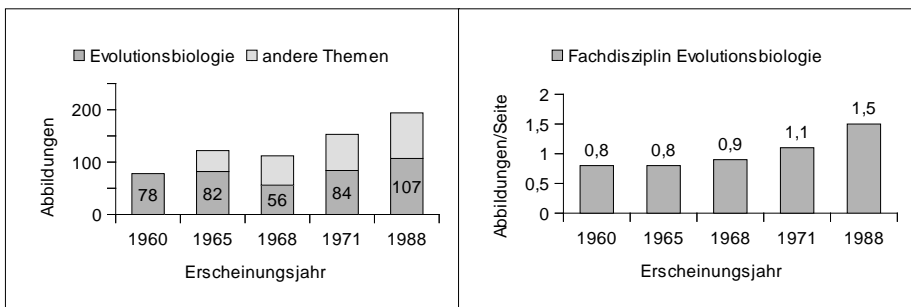 Evolutionsbiologie andere Themen
Abbildungen
200
100
0
78 82 56 84 107
1960 1965 1968 1971 1988
Erscheinungsjahr
Fachdisziplin Evolutionsbiologie
Abbildungen/Seite
2
1,5
1
0,5
0
0,8 0,8 0,9 1,1 1,5
1960 1965 1968 1971 1988
Erscheinungsjahr